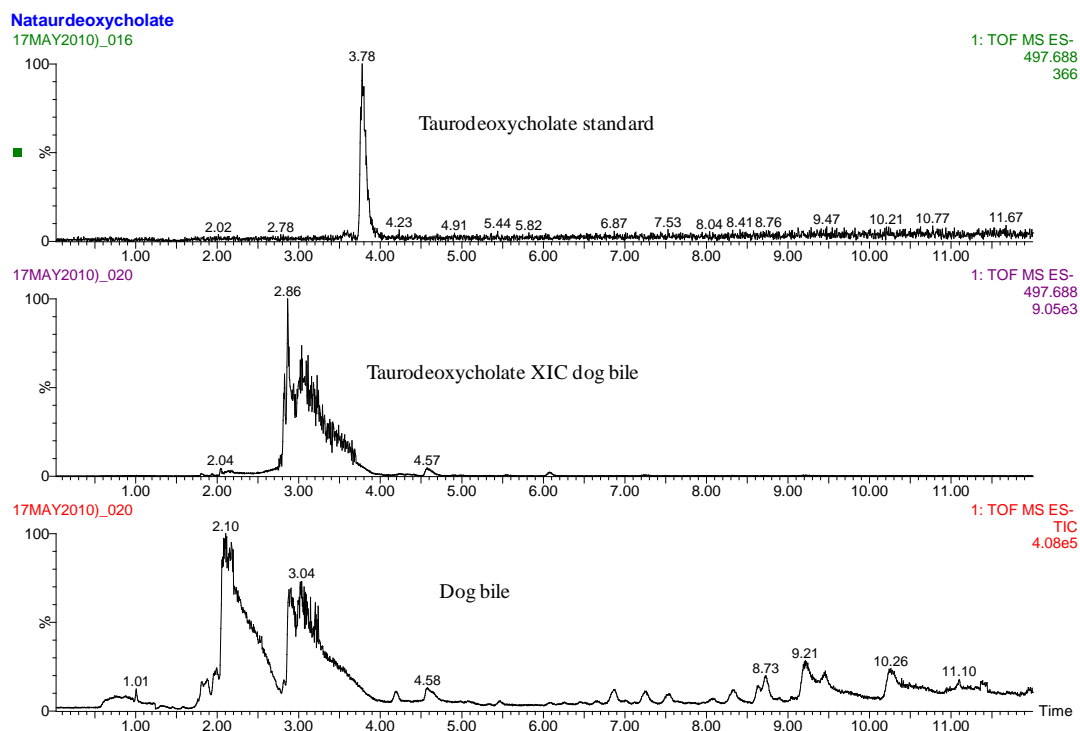 Nataurdeoxycholate
17MAY2010)_016
1: TOF MS ES-
497.688
366
100
%
0
3.78
Taurodeoxycholate standard
2.02 2.78 4.23 4.91 5.44 5.82 6.87 7.53 8.04 8.41 8.76 9.47 10.21 10.77 11.67
1.00 2.00 3.00 4.00 5.00 6.00 7.00 8.00 9.00 10.00 11.00
17MAY2010)_020
1: TOF MS ES-
497.688
9.05e3
100
%
0
2.86
Taurodeoxycholate XIC dog bile
2.04 4.57
1.00 2.00 3.00 4.00 5.00 6.00 7.00 8.00 9.00 10.00 11.00
17MAY2010)_020
1: TOF MS ES-
TIC
4.08e5
100
%
0
2.10
3.04
Dog bile
1.01 4.58 8.73 9.21 10.26 11.10
Time
1.00 2.00 3.00 4.00 5.00 6.00 7.00 8.00 9.00 10.00 11.00